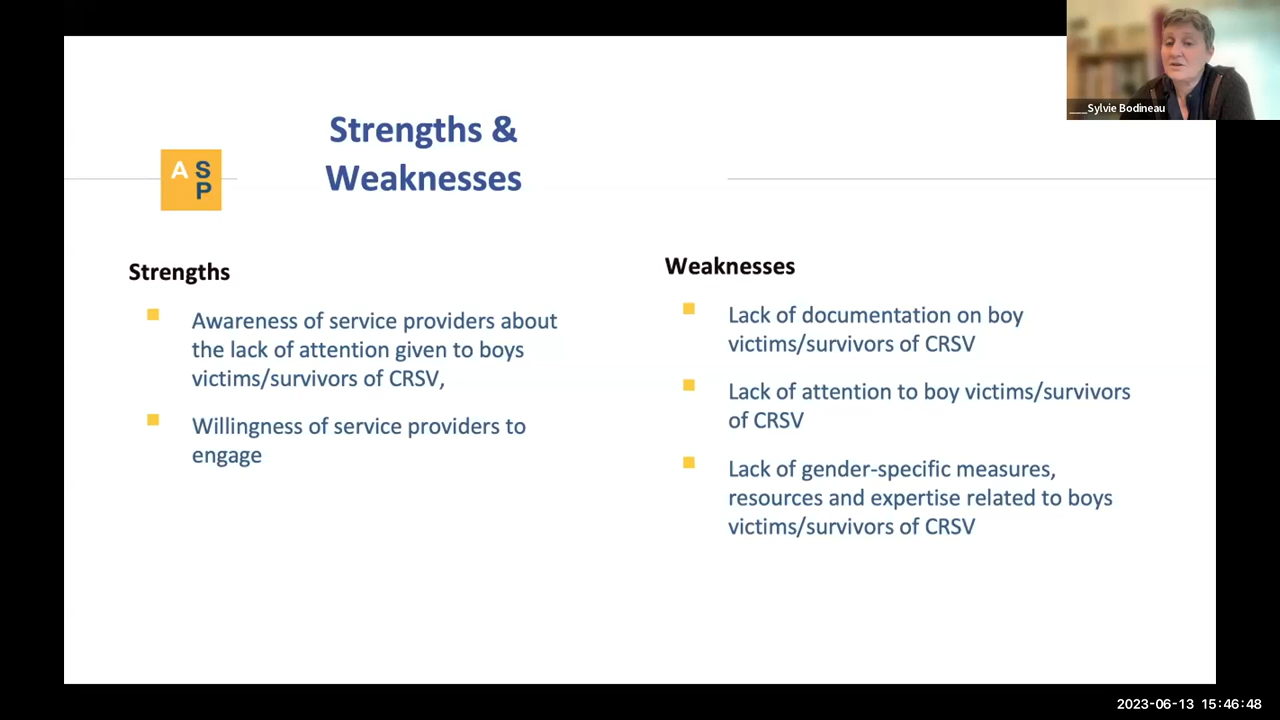 ___Sylvie Bodineau
Strengths &
Weaknesses
A S
P
Strengths
Awareness of service providers about
the lack of attention given to boys
victims/survivors of CRSV,
Willingness of service providers to
engage
Weaknesses
Lack of documentation on boy
victims/survivors of CRSV
Lack of attention to boy victims/survivors
of CRSV
Lack of gender-specific measures,
resources and expertise related to boys
victims/survivors of CRSV
2023-06-13 15:46:48